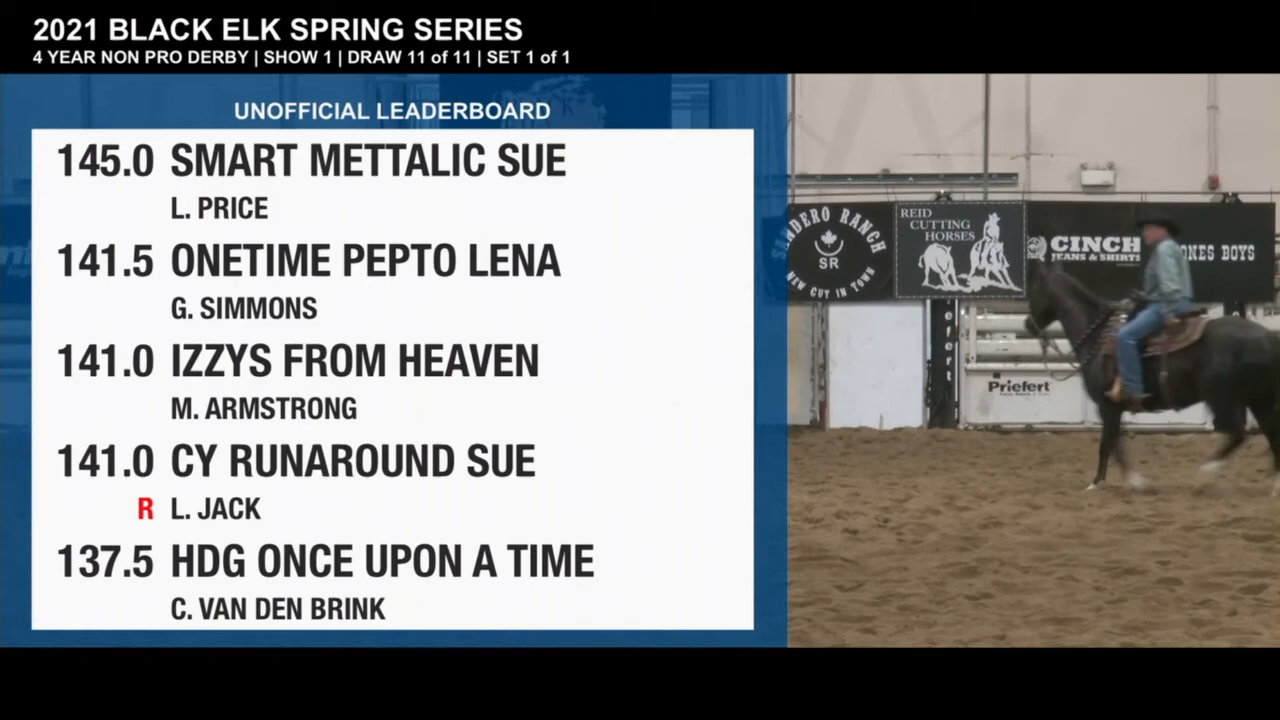 2021 BLACK ELK SPRING SERIES
4 YEAR NON PRO DERBY | SHOW 1 | DRAW 11 of 11 | SET 1 of 1
UNOFFICIAL LEADERBOARD
145.0 SMART METTALIC SUE
L. PRICE
141.5 ONETIME PEPTO LENA
G. SIMMONS
141.0 IZZYS FROM HEAVEN
M. ARMSTRONG
141.0 CY RUNAROUND SUE
R L. JACK
137.5 HDG ONCE UPON A TIME
C. VAN DEN BRINK
RANCH
SR
NEW CUT IN TOWN
REID
CUTTING
HORSES
CINCH
JEANS & SHIRTS
BOYS
Priefert